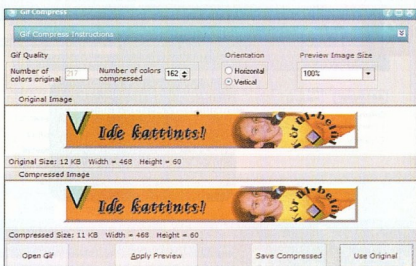 Gif Compress
Gif Compress Instructions
Gif Quality
Orientation
Preview Image Size
Number of colors original
Number of colors compressed
162
Horizontal
Vertical
100%
Original Image
Ide kattints!
Original Size: 12 KB Width = 468 Height = 60
Compressed Image
Ide kattints!
Compressed Size: 11 KB Width = 468 Height = 60
Open Gif
Apply Preview
Save Compressed
Use Original